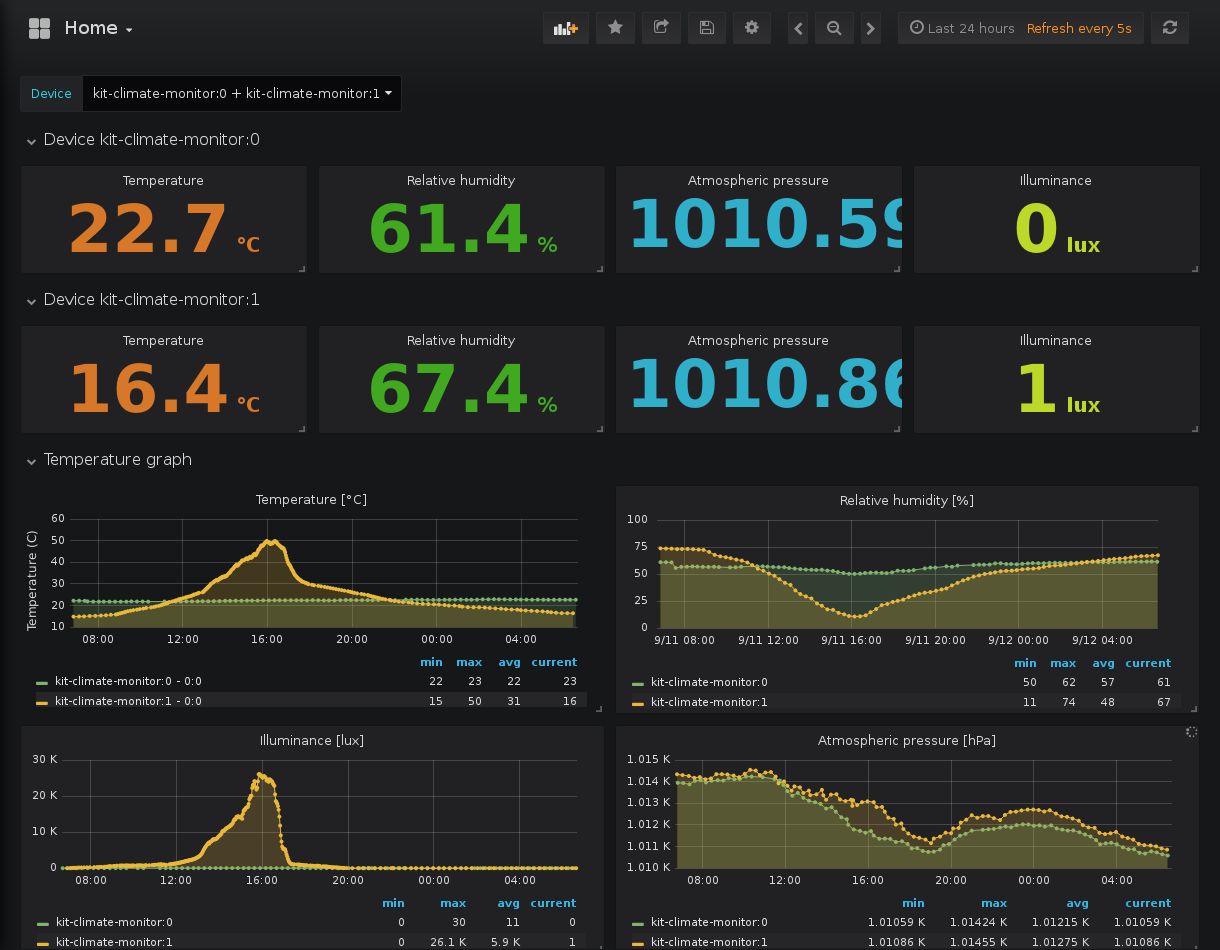 Home
Last 24 hours Refresh every 5s
Device kit-climate-monitor:0 + kit-climate-monitor:1
Device kit-climate-monitor:0
Temperature Relative humidity Atmospheric pressure Illuminance
22.7 °C 61.4 % 1010.59 0 lux
Device kit-climate-monitor:1
Temperature Relative humidity Atmospheric pressure Illuminance
16.4 °C 67.4 % 1010.86 1 lux
Temperature graph
Temperature [°C]
Temperature (C)
60
50
40
30
20
10
08:00 12:00 16:00 20:00 00:00 04:00
min max avg current
kit-climate-monitor:0 - 0:0 22 23 22 23
kit-climate-monitor:1 - 0:0 15 50 31 16
Relative humidity [%]
100
75
50
25
0
9/11 08:00 9/11 12:00 9/11 16:00 9/11 20:00 9/12 00:00 9/12 04:00
min max avg current
kit-climate-monitor:0 50 62 57 61
kit-climate-monitor:1 11 74 48 67
Illuminance [lux]
30 K
20 K
10 K
0
08:00 12:00 16:00 20:00 00:00 04:00
min max avg current
kit-climate-monitor:0 0 30 11 0
kit-climate-monitor:1 0 26.1 K 5.9 K 1
Atmospheric pressure [hPa]
1.015 K
1.014 K
1.013 K
1.012 K
1.011 K
1.010 K
08:00 12:00 16:00 20:00 00:00 04:00
min max avg current
kit-climate-monitor:0 1.01059 K 1.01424 K 1.01215 K 1.01059 K
kit-climate-monitor:1 1.01086 K 1.01455 K 1.01275 K 1.01086 K